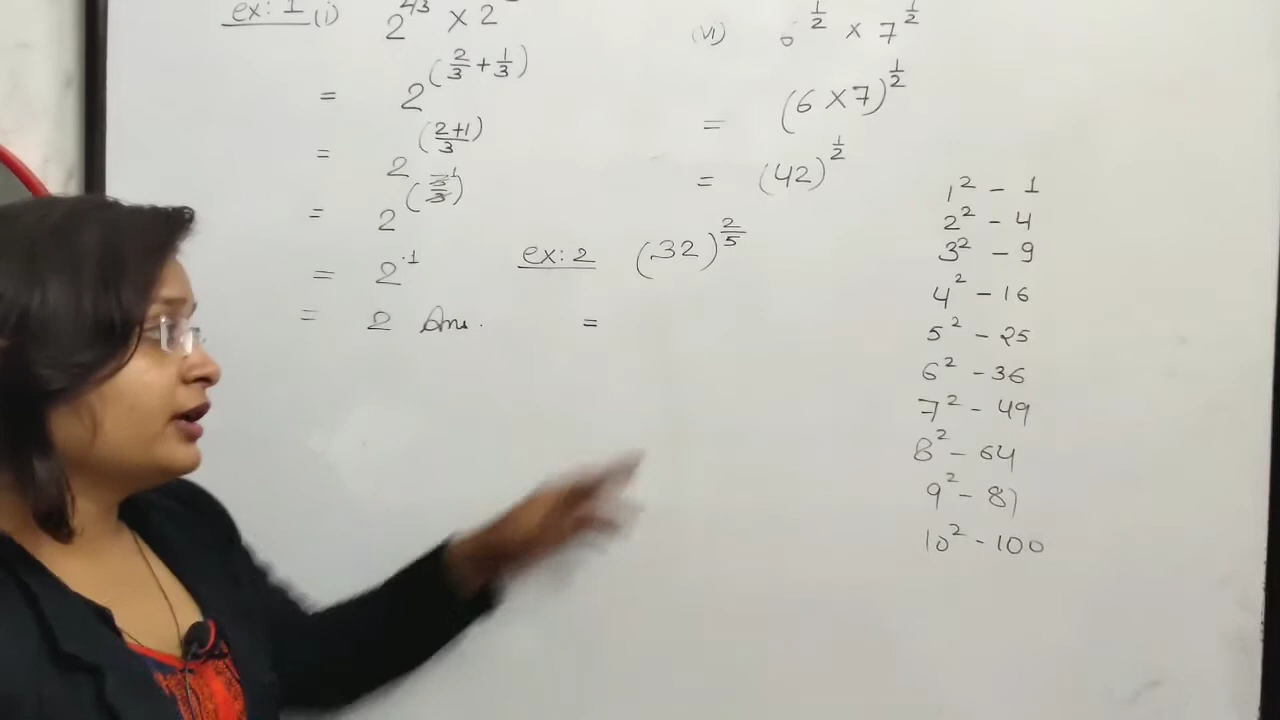 ex: 1 (i) 2^2/3 × 2
= 2^(2/3 + 1/3)
= 2^(2+1/3)
= 2^(3/3) 1
= 2^1
= 2 Ans.
(vi) 6^1/2 × 7^1/2
= (6 × 7)^1/2
= (42)^1/2
ex: 2 (32)^2/5
=
1² - 1
2² - 4
3² - 9
4² - 16
5² - 25
6² - 36
7² - 49
8² - 64
9² - 81
10² - 100